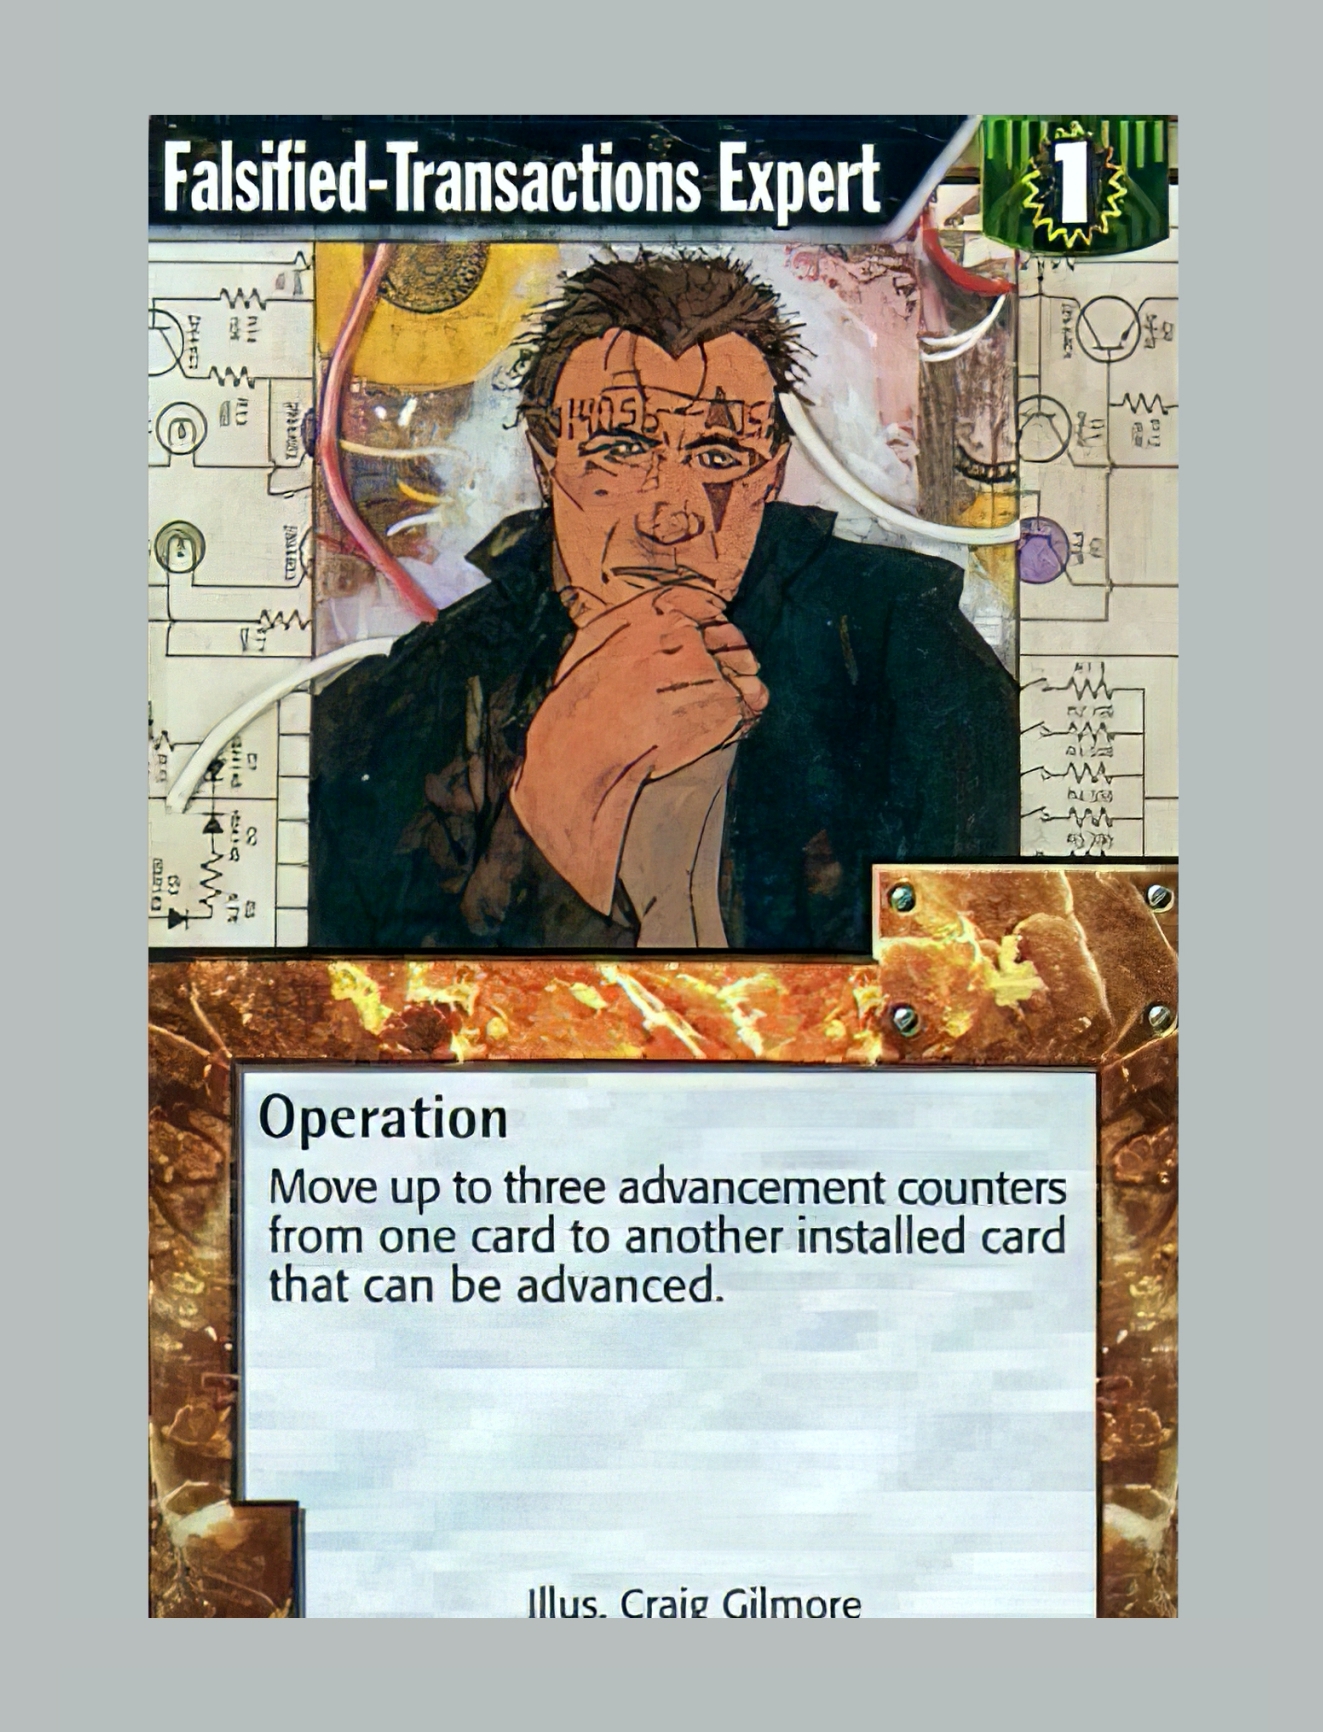 Falsified-Transactions Expert
1
14056
Operation
Move up to three advancement counters
from one card to another installed card
that can be advanced.
Illus. Craig Gilmore